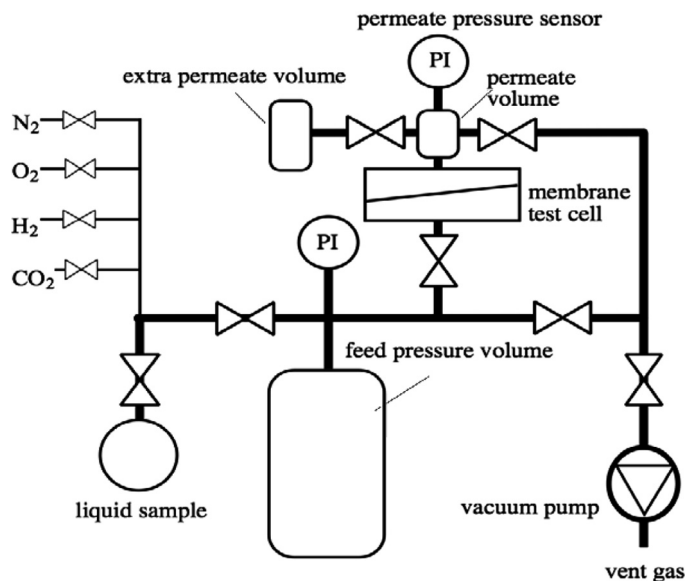 permeate pressure sensor
PI
extra permeate volume
permeate
volume
N₂
O₂
H₂
CO₂
membrane
test cell
PI
feed pressure volume
liquid sample
vacuum pump
vent gas